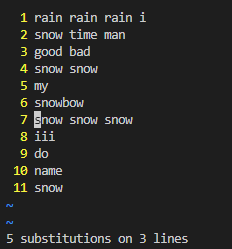 1 rain rain rain i
2 snow time man
3 good bad
4 snow snow
5 my
6 snowbow
7 snow snow snow
8 iii
9 do
10 name
11 snow
~
~
5 substitutions on 3 lines